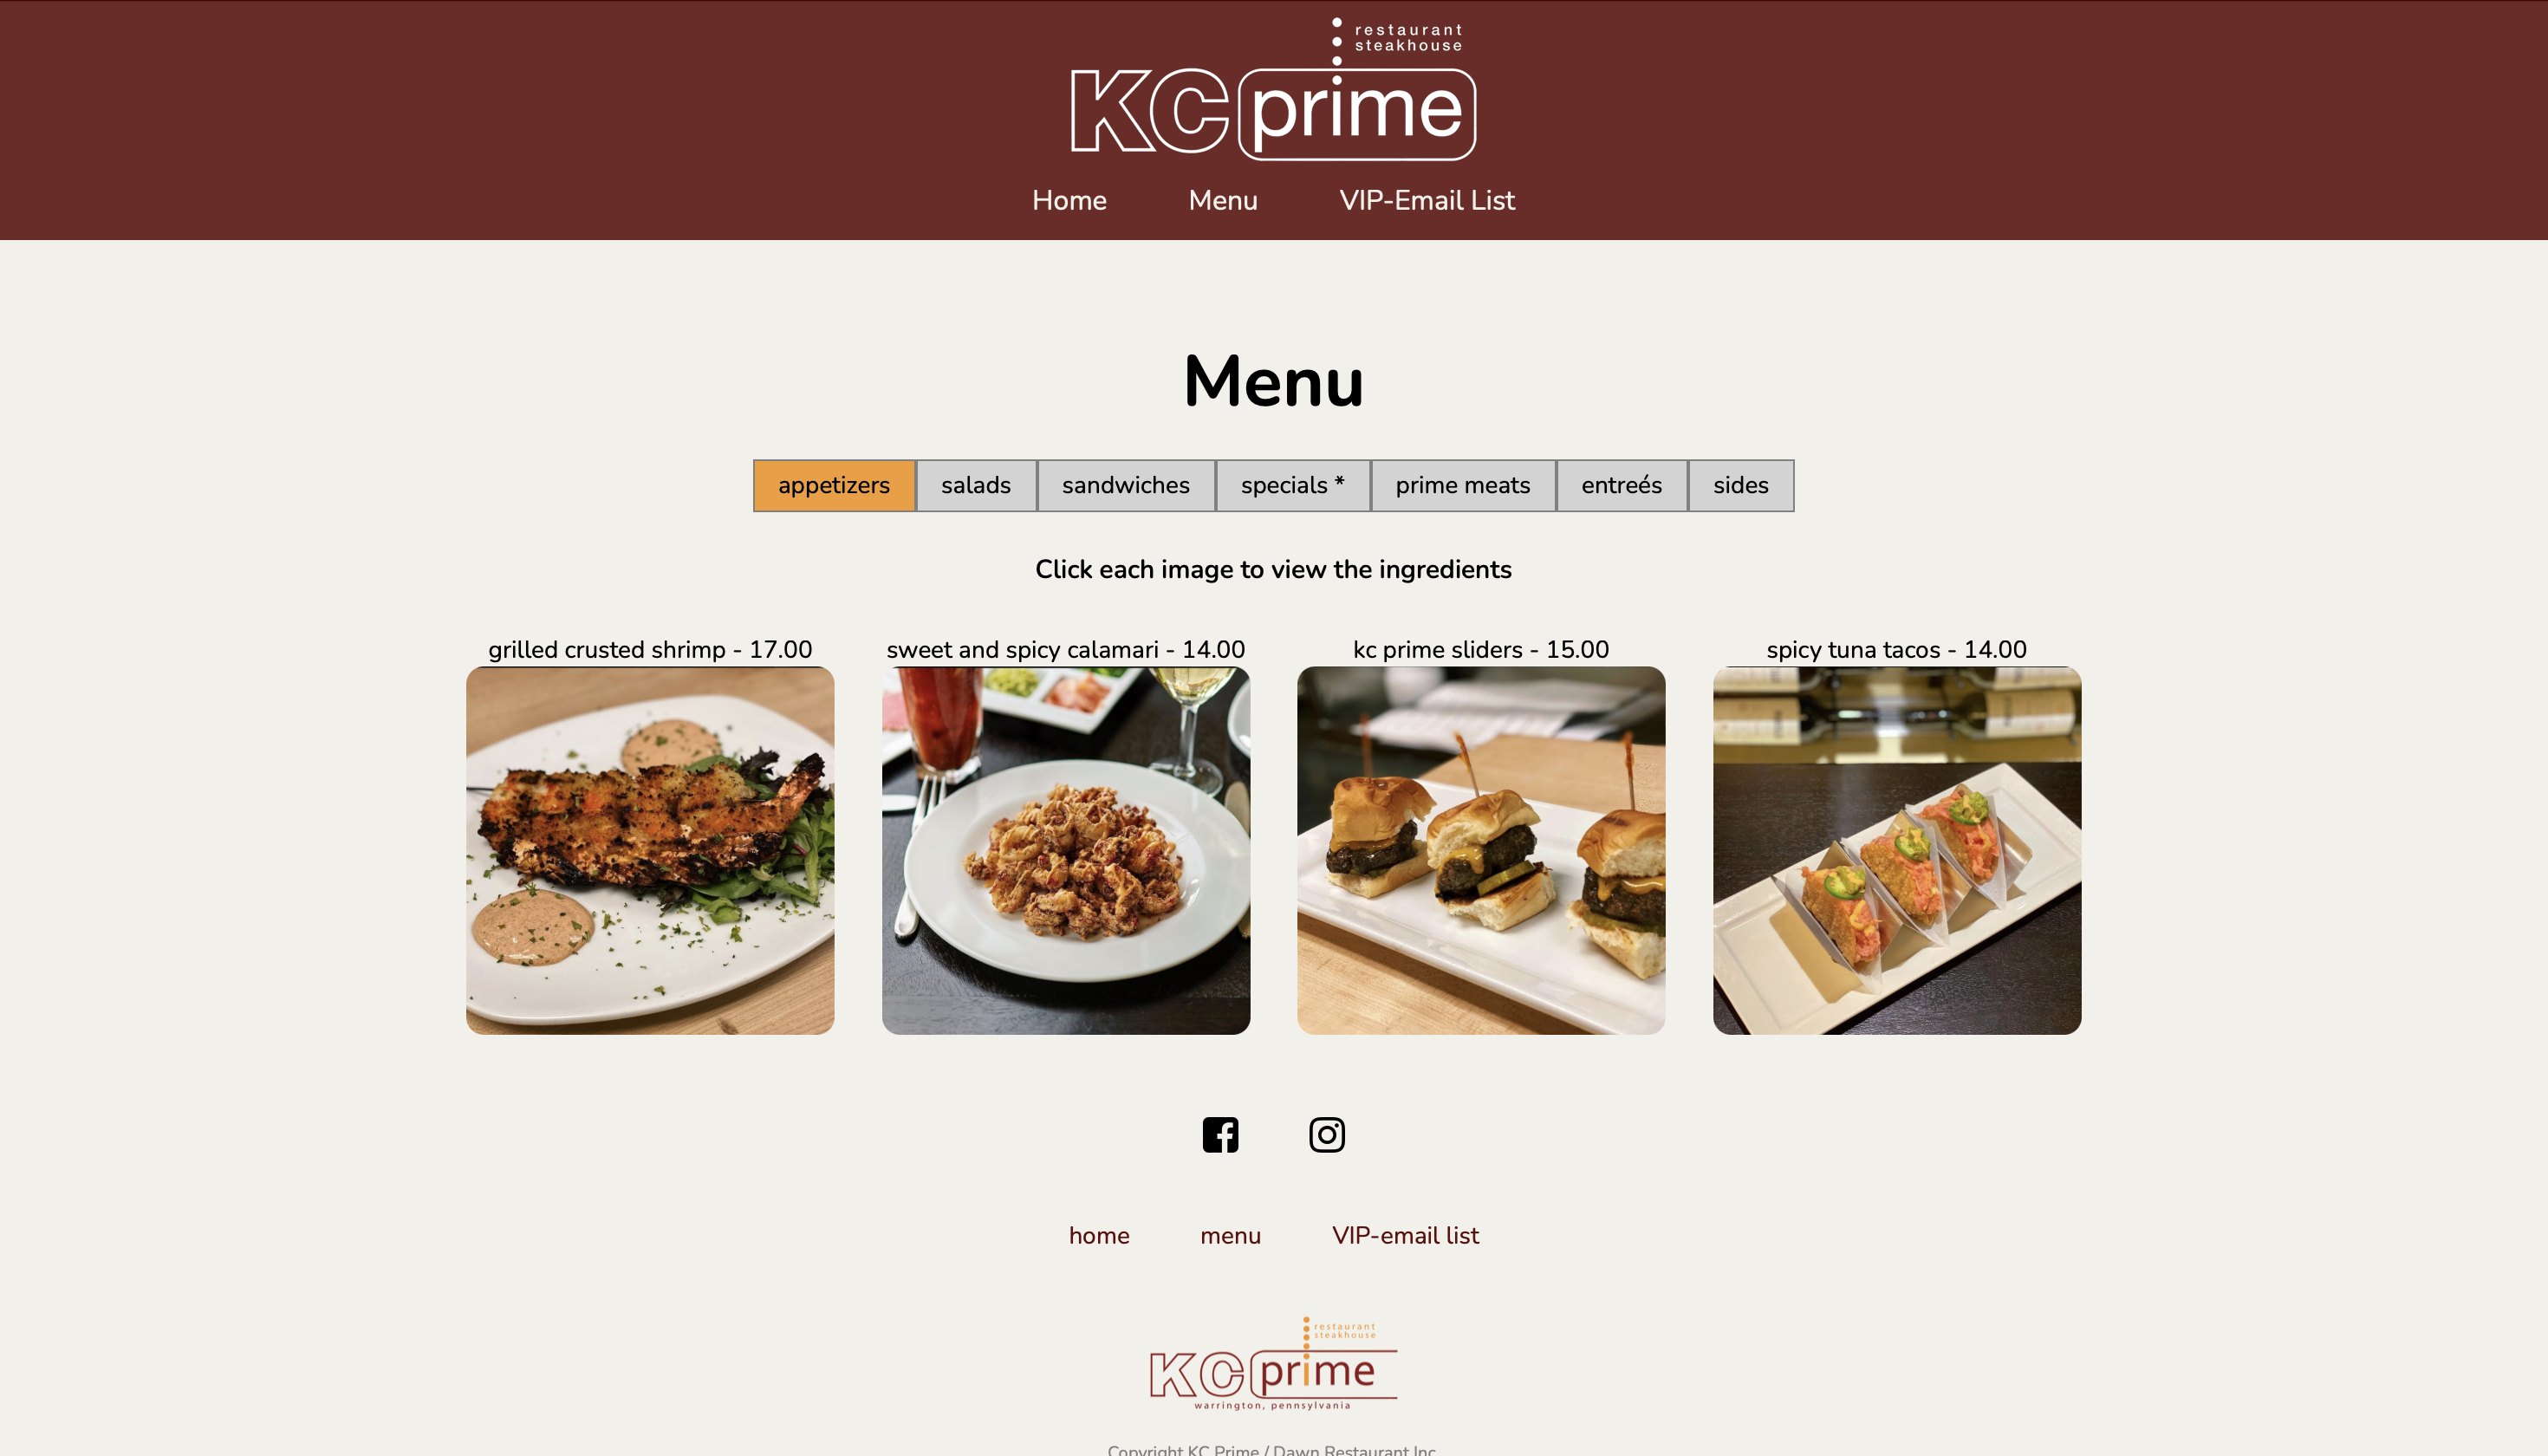 restaurant
steakhouse
KC prime
Home Menu VIP-Email List
Menu
appetizers salads sandwiches specials * prime meats entreés sides
Click each image to view the ingredients
grilled crusted shrimp - 17.00 sweet and spicy calamari - 14.00 kc prime sliders - 15.00 spicy tuna tacos - 14.00
home menu VIP-email list
restaurant
steakhouse
KC prime
warrington, pennsylvania
Copyright KC Prime / Dawn Restaurant Inc